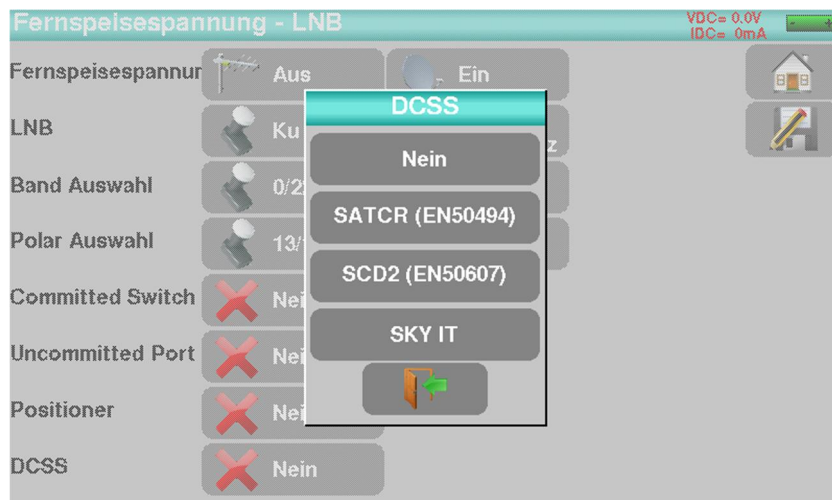 Fernspeisespannung - LNB
VDC= 0.0V
IDC= 0mA
- +
Fernspeisespannur
Aus
Ein
LNB
Ku
z
Band Auswahl
0/2
Polar Auswahl
13/
Committed Switch
Nei
Uncommitted Port
Nei
Positioner
Nei
DCSS
Nein
DCSS
Nein
SATCR (EN50494)
SCD2 (EN50607)
SKY IT